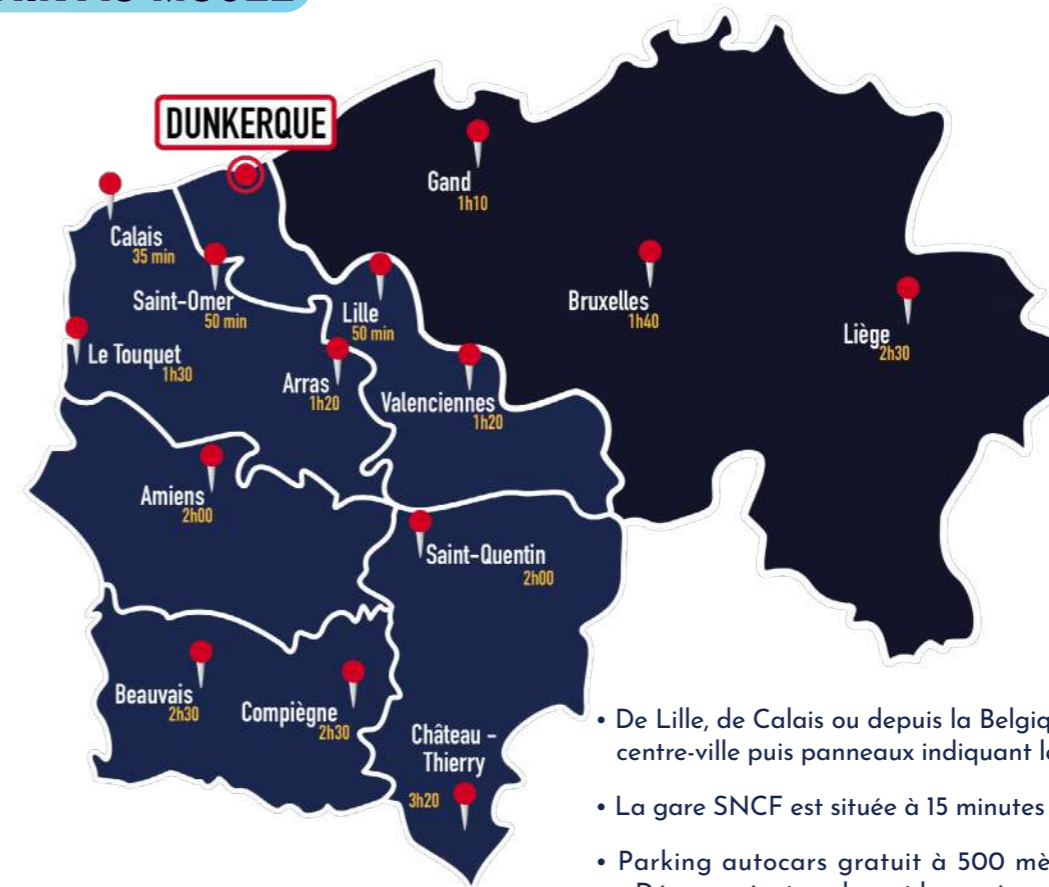 DUNKERQUE
Gand
1h10
Calais
35 min
Saint-Omer
50 min
Lille
50 min
Bruxelles
1h40
Liège
2h30
Le Touquet
1h30
Arras
1h20
Valenciennes
1h20
Amiens
2h00
Saint-Quentin
2h00
Beauvais
2h30
Compiègne
2h30
Château -
Thierry
3h20
• De Lille, de Calais ou depuis la
centre-ville puis panneaux indiquant
• La gare SNCF est située à 15 minutes
• Parking autocars gratuit à 500